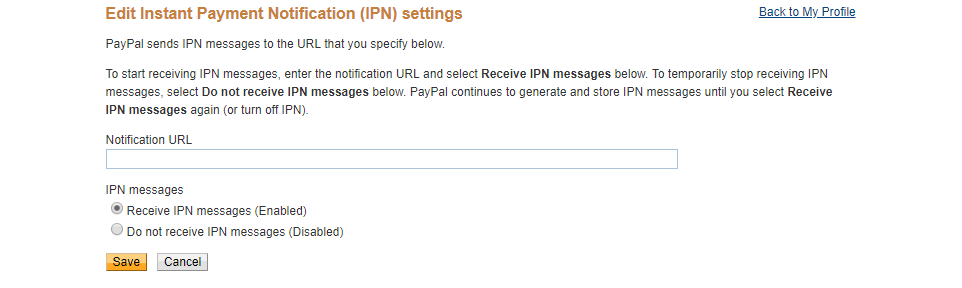 Edit Instant Payment Notification (IPN) settings
Back to My Profile
PayPal sends IPN messages to the URL that you specify below.
To start receiving IPN messages, enter the notification URL and select Receive IPN messages below. To temporarily stop receiving IPN
messages, select Do not receive IPN messages below. PayPal continues to generate and store IPN messages until you select Receive
IPN messages again (or turn off IPN).
Notification URL
IPN messages
Receive IPN messages (Enabled)
Do not receive IPN messages (Disabled)
Save Cancel